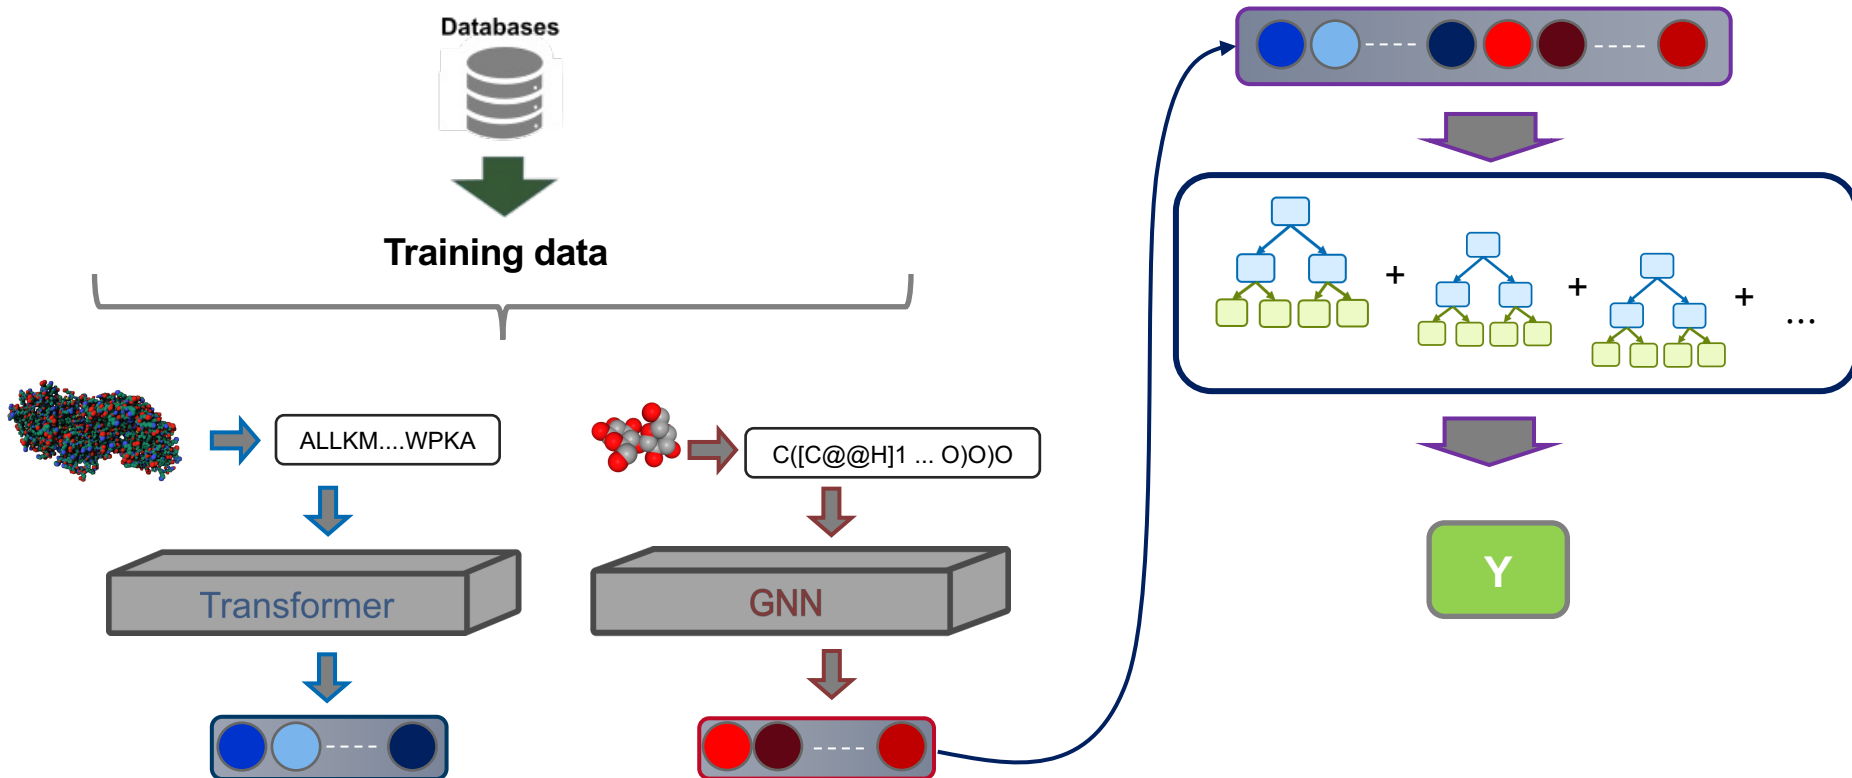 Databases
Training data
ALLKM....WPKA
C([C@@H]1 ... O)O)O
Transformer
GNN
+
+
+
...
Y